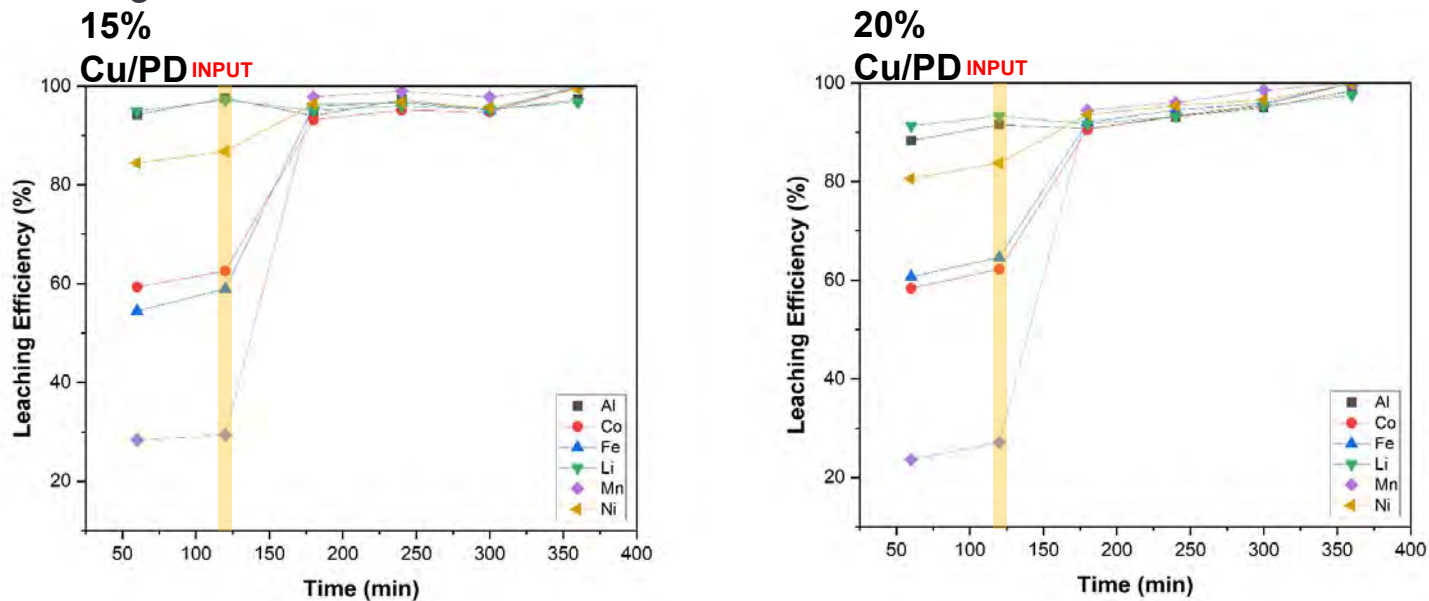 15%
Cu/PD INPUT
100
80
60
40
20
50 100 150 200 250 300 350 400
Leaching Efficiency (%)
Time (min)
Al
Co
Fe
Li
Mn
Ni
20%
Cu/PD INPUT
100
80
60
40
20
50 100 150 200 250 300 350 400
Leaching Efficiency (%)
Time (min)
Al
Co
Fe
Li
Mn
Ni